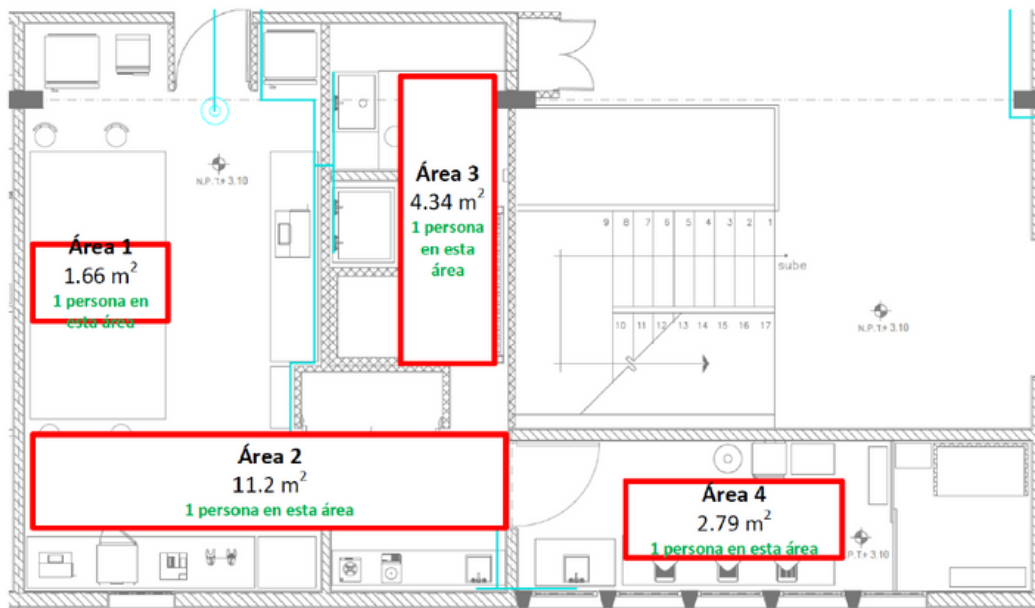 N.P.T.+ 3.10
Área 1
1.66 m²
1 persona en
esta área
Área 3
4.34 m²
1 persona
en esta
área
9 8 7 6 5 4 3 2 1
sube
10 11 12 13 14 15 16 17
N.P.T.+ 3.10
Área 2
11.2 m²
1 persona en esta área
Área 4
2.79 m²
1 persona en esta área
N.P.T.+ 3.10